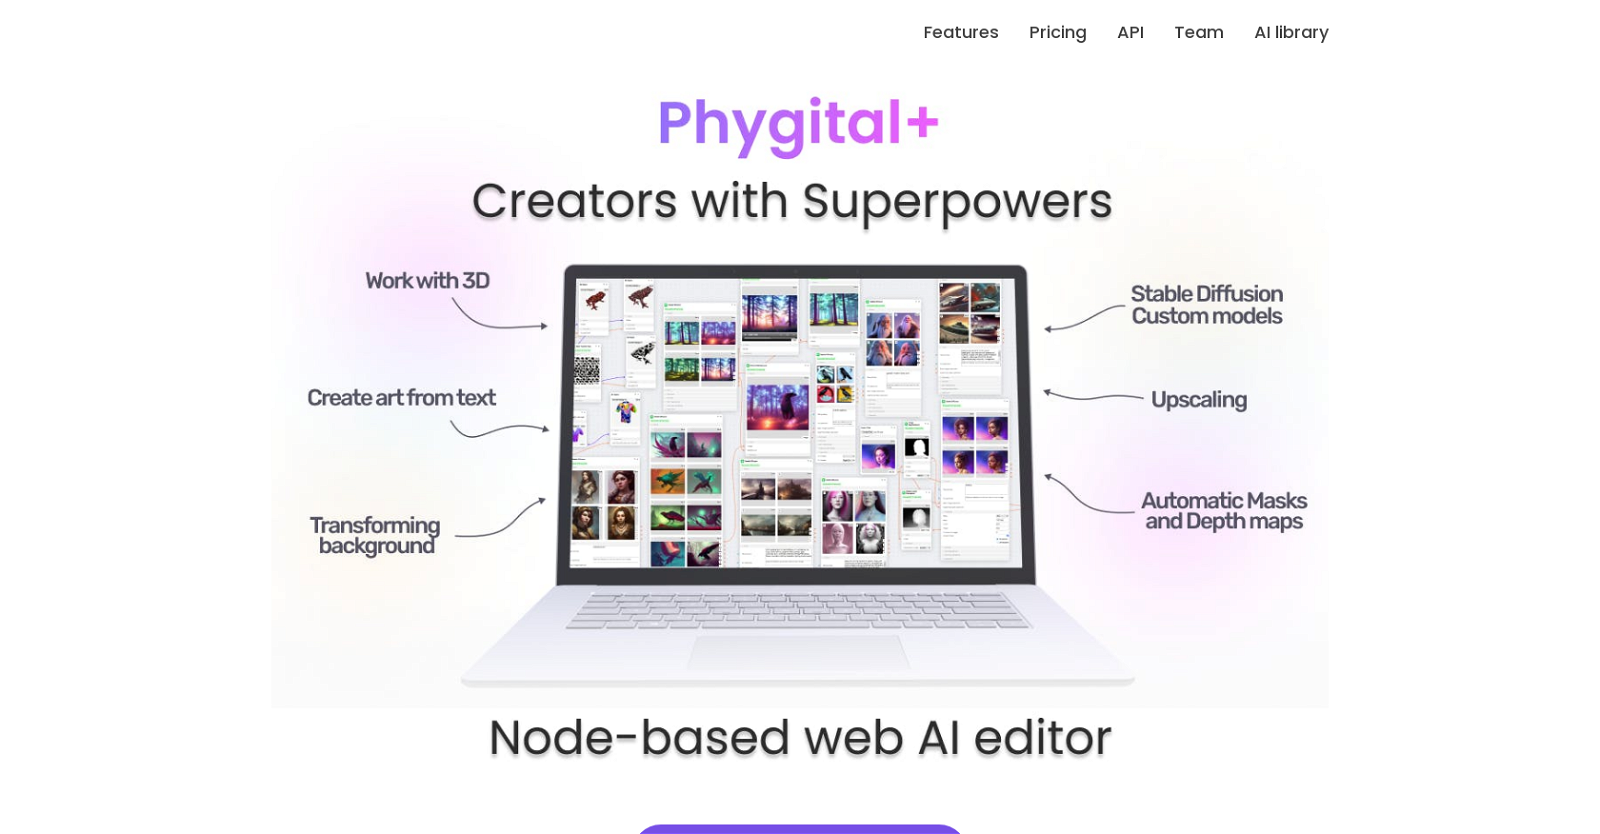 Features Pricing API Team AI library
Phygital+
Creators with Superpowers
Work with 3D
Stable Diffusion
Custom models
Create art from text
Upscaling
Transforming
background
Automatic Masks
and Depth maps
Node-based web AI editor